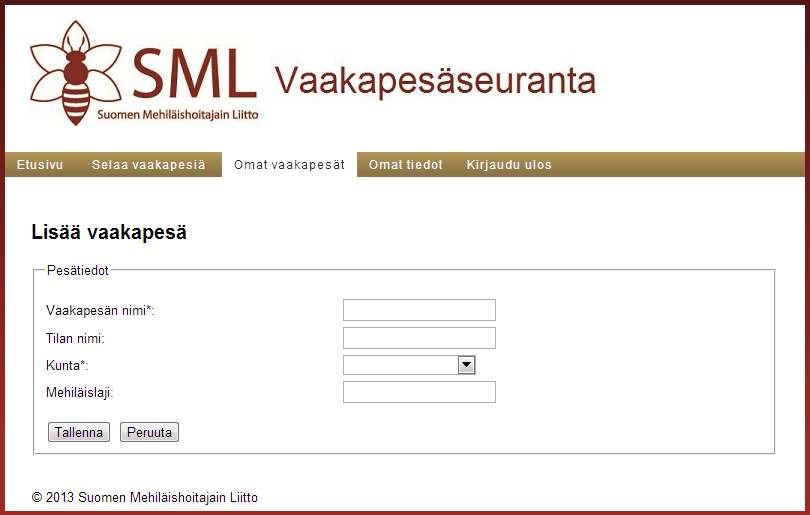 SML
Suomen Mehiläishoitajain Liitto
Vaakapesäseuranta
Etusivu Selaa vaakapesiä Omat vaakapesät Omat tiedot Kirjaudu ulos
Lisää vaakapesä
Pesätiedot
Vaakapesän nimi*:
Tilan nimi:
Kunta*:
Mehiläislaji:
Tallenna Peruuta
© 2013 Suomen Mehiläishoitajain Liitto